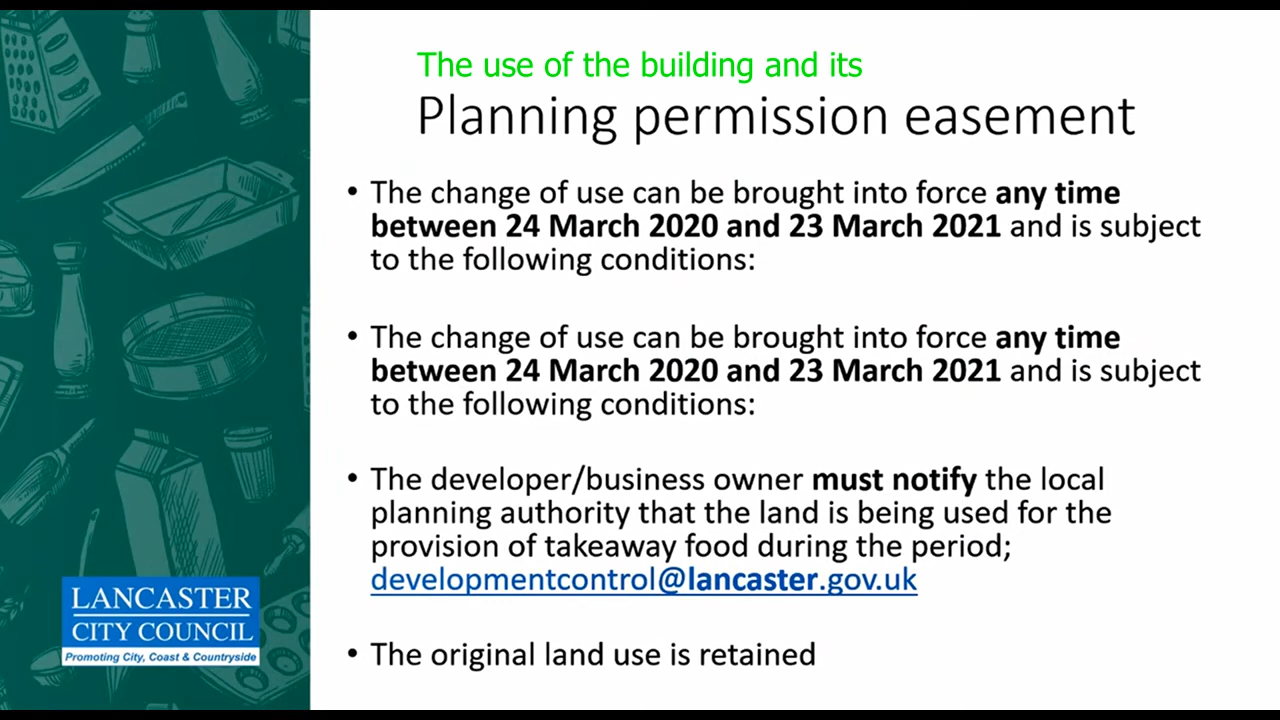 The use of the building and its
Planning permission easement
• The change of use can be brought into force any time
between 24 March 2020 and 23 March 2021 and is subject
to the following conditions:
• The change of use can be brought into force any time
between 24 March 2020 and 23 March 2021 and is subject
to the following conditions:
• The developer/business owner must notify the local
planning authority that the land is being used for the
provision of takeaway food during the period;
developmentcontrol@lancaster.gov.uk
• The original land use is retained
LANCASTER
CITY COUNCIL
Promoting City, Coast & Countryside